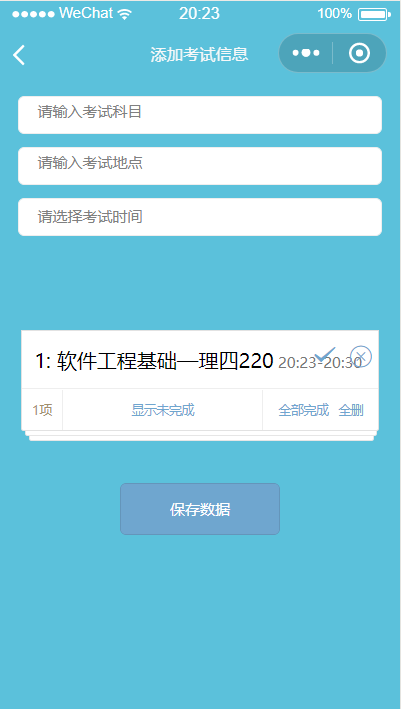 WeChat 20:23 100%
添加考试信息
请输入考试科目
请输入考试地点
请选择考试时间
1: 软件工程基础—理四220 20:23-20:30
1项 显示未完成 全部完成 全删
保存数据